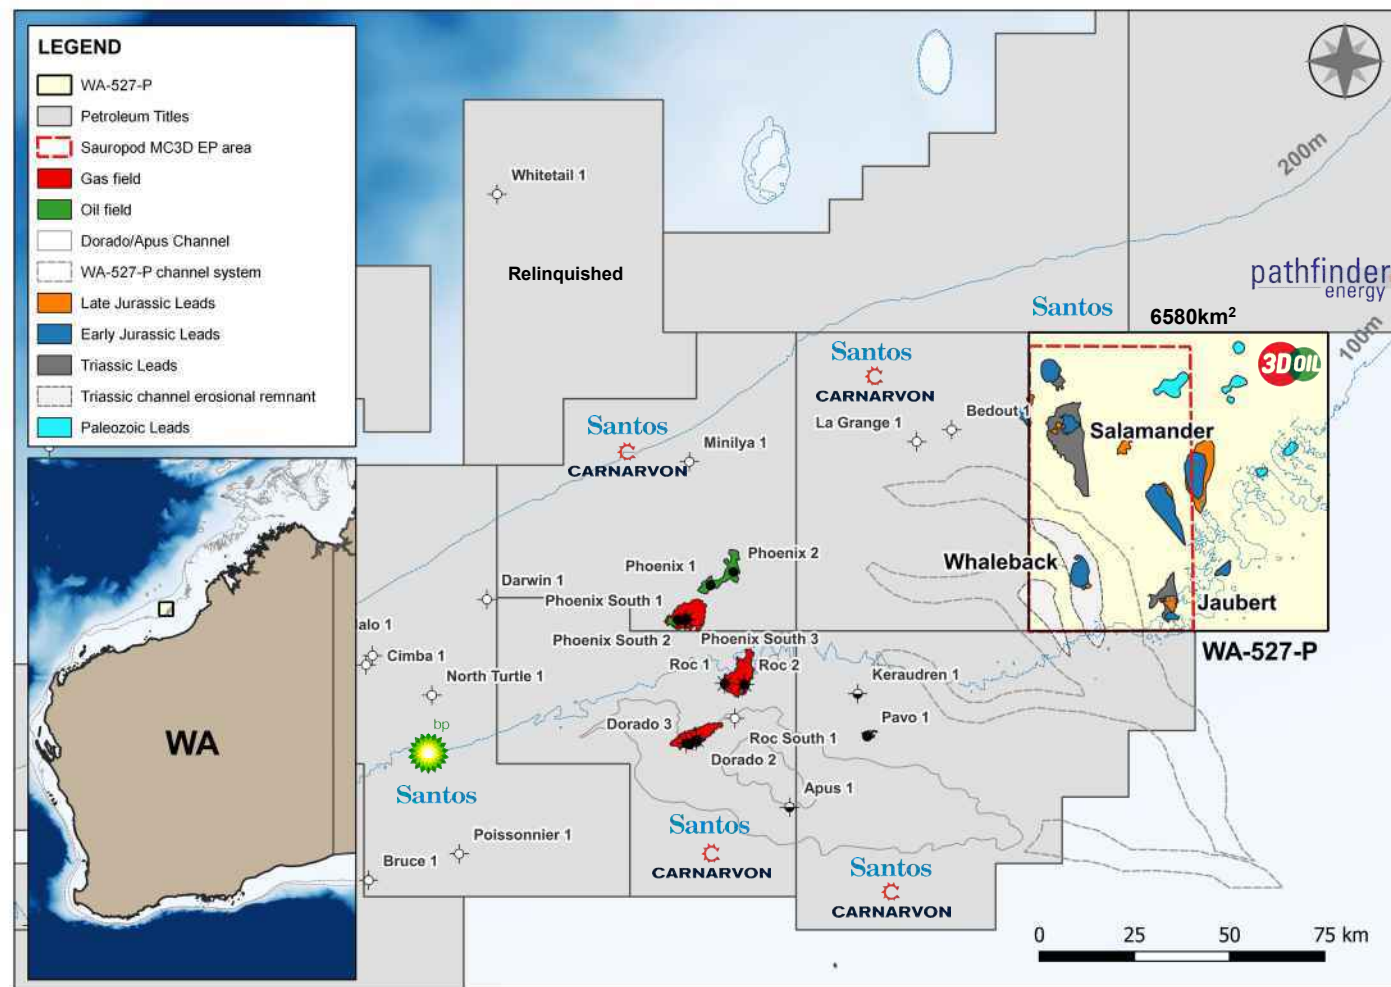 LEGEND
WA-527-P
Petroleum Titles
Sauropod MC3D EP area
Gas field
Oil field
Dorado/Apus Channel
WA-527-P channel system
Late Jurassic Leads
Early Jurassic Leads
Triassic Leads
Triassic channel erosional remnant
Paleozoic Leads
WA
Whitetail 1
Relinquished
200m
pathfinder
energy
Santos
6580km²
100m
3D OIL
Santos
CARNARVON
La Grange 1
Bedout 1
Salamander
Santos
CARNARVON
Minilya 1
Phoenix 2
Phoenix 1
Whaleback
Darwin 1
Phoenix South 1
Jaubert
Phoenix South 2
Phoenix South 3
WA-527-P
alo 1
Cimba 1
Roc 1
Roc 2
Keraudren 1
North Turtle 1
Pavo 1
bp
Dorado 3
Roc South 1
Dorado 2
Santos
Apus 1
Poissonnier 1
Santos
CARNARVON
Bruce 1
Santos
CARNARVON
0 25 50 75 km